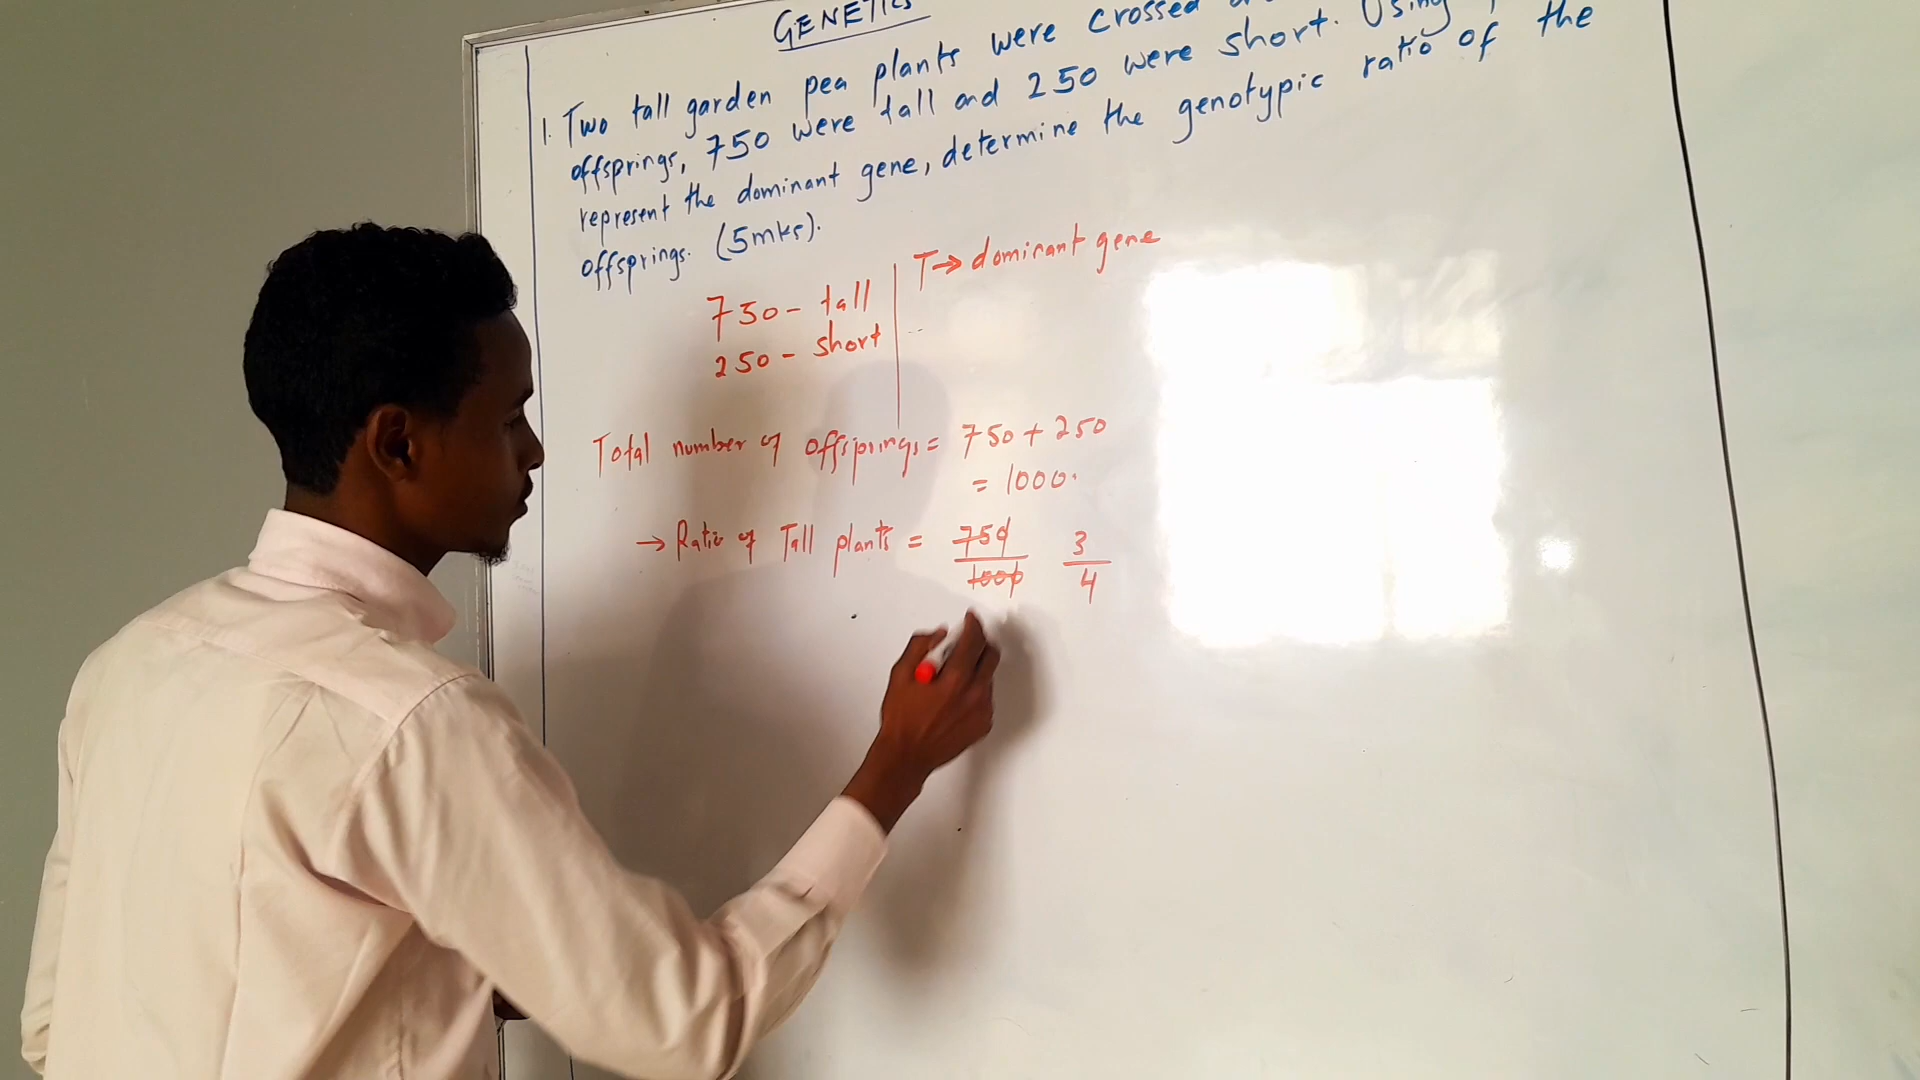 GENETICS
1. Two tall garden pea plants were crossed
offsprings, 750 were tall and 250 were short. Using
represent the dominant gene, determine the genotypic ratio of the
offsprings. (5mks).
750 - tall
250 - short
T → dominant gene
Total number of offsprings = 750 + 250
= 1000.
→ Ratio of Tall plants = 750 3
1000 4